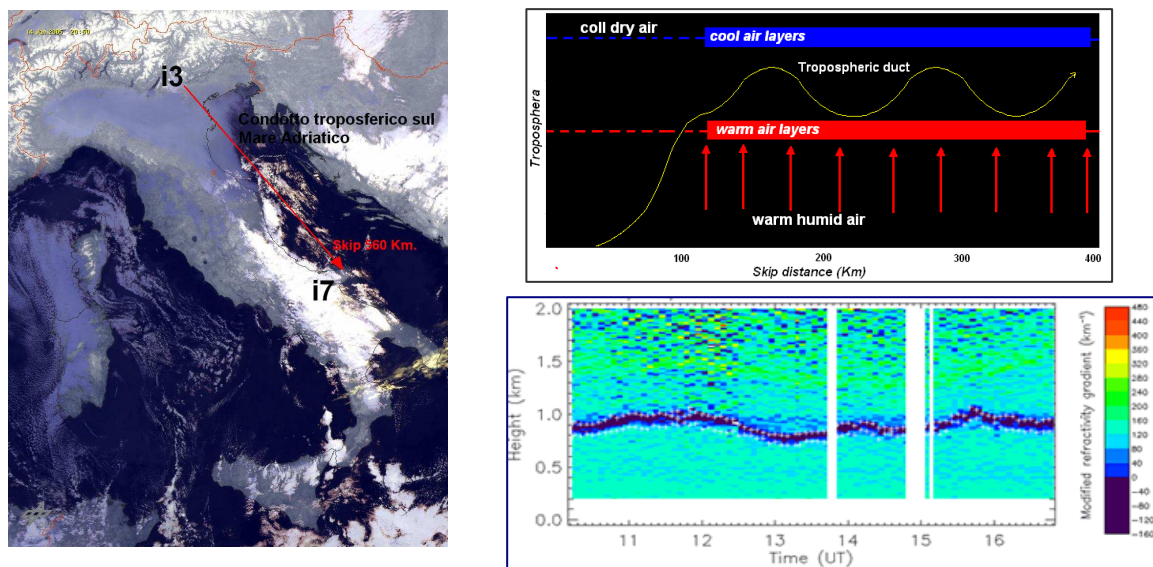 i3
Condotto troposferico sul
Mare Adriatico
Skip 360 Km.
i7
coll dry air
cool air layers
Tropospheric duct
Troposphera
warm air layers
warm humid air
100
200
300
400
Skip distance (Km)
2.0
1.5
1.0
0.5
0.0
Height (km)
11
12
13
14
15
16
Time (UT)
480
440
400
360
320
280
240
200
160
120
80
40
0
-40
-80
-120
-160
Modified refractivity gradient (km⁻¹)